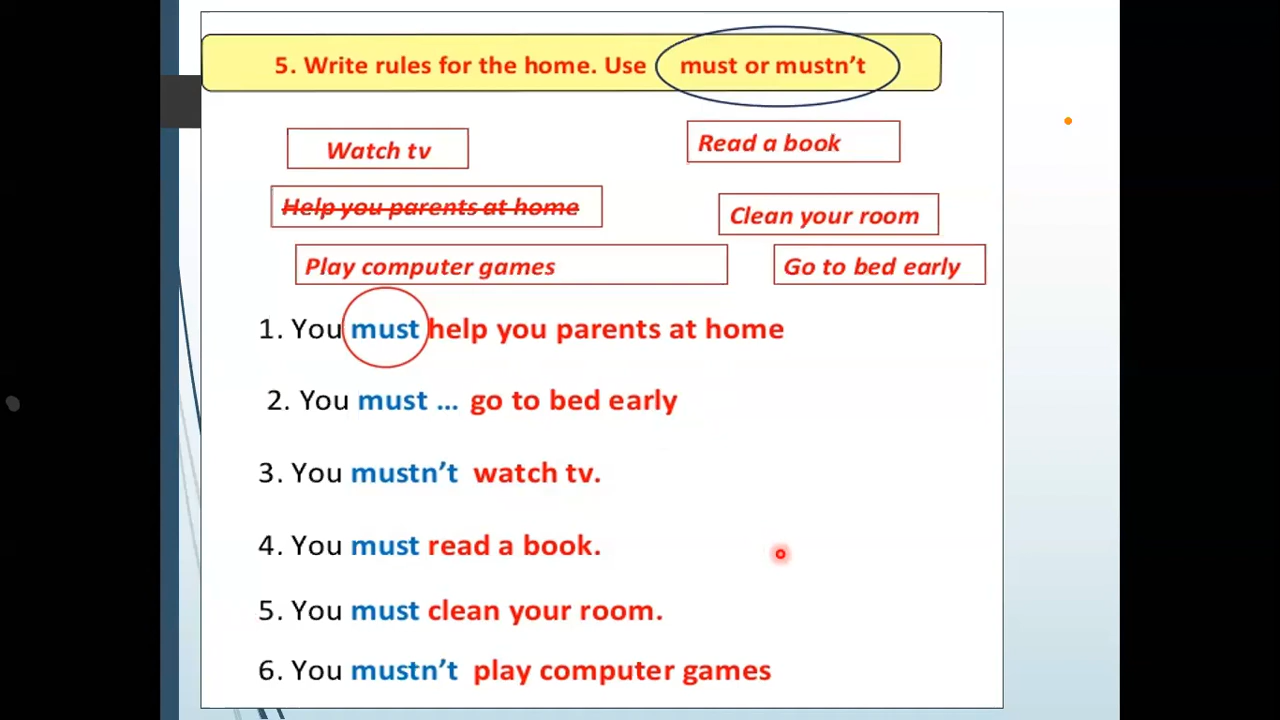 5. Write rules for the home. Use must or mustn’t
Watch tv
Read a book
Help you parents at home
Clean your room
Play computer games
Go to bed early
1. You must help you parents at home
2. You must … go to bed early
3. You mustn’t watch tv.
4. You must read a book.
5. You must clean your room.
6. You mustn’t play computer games